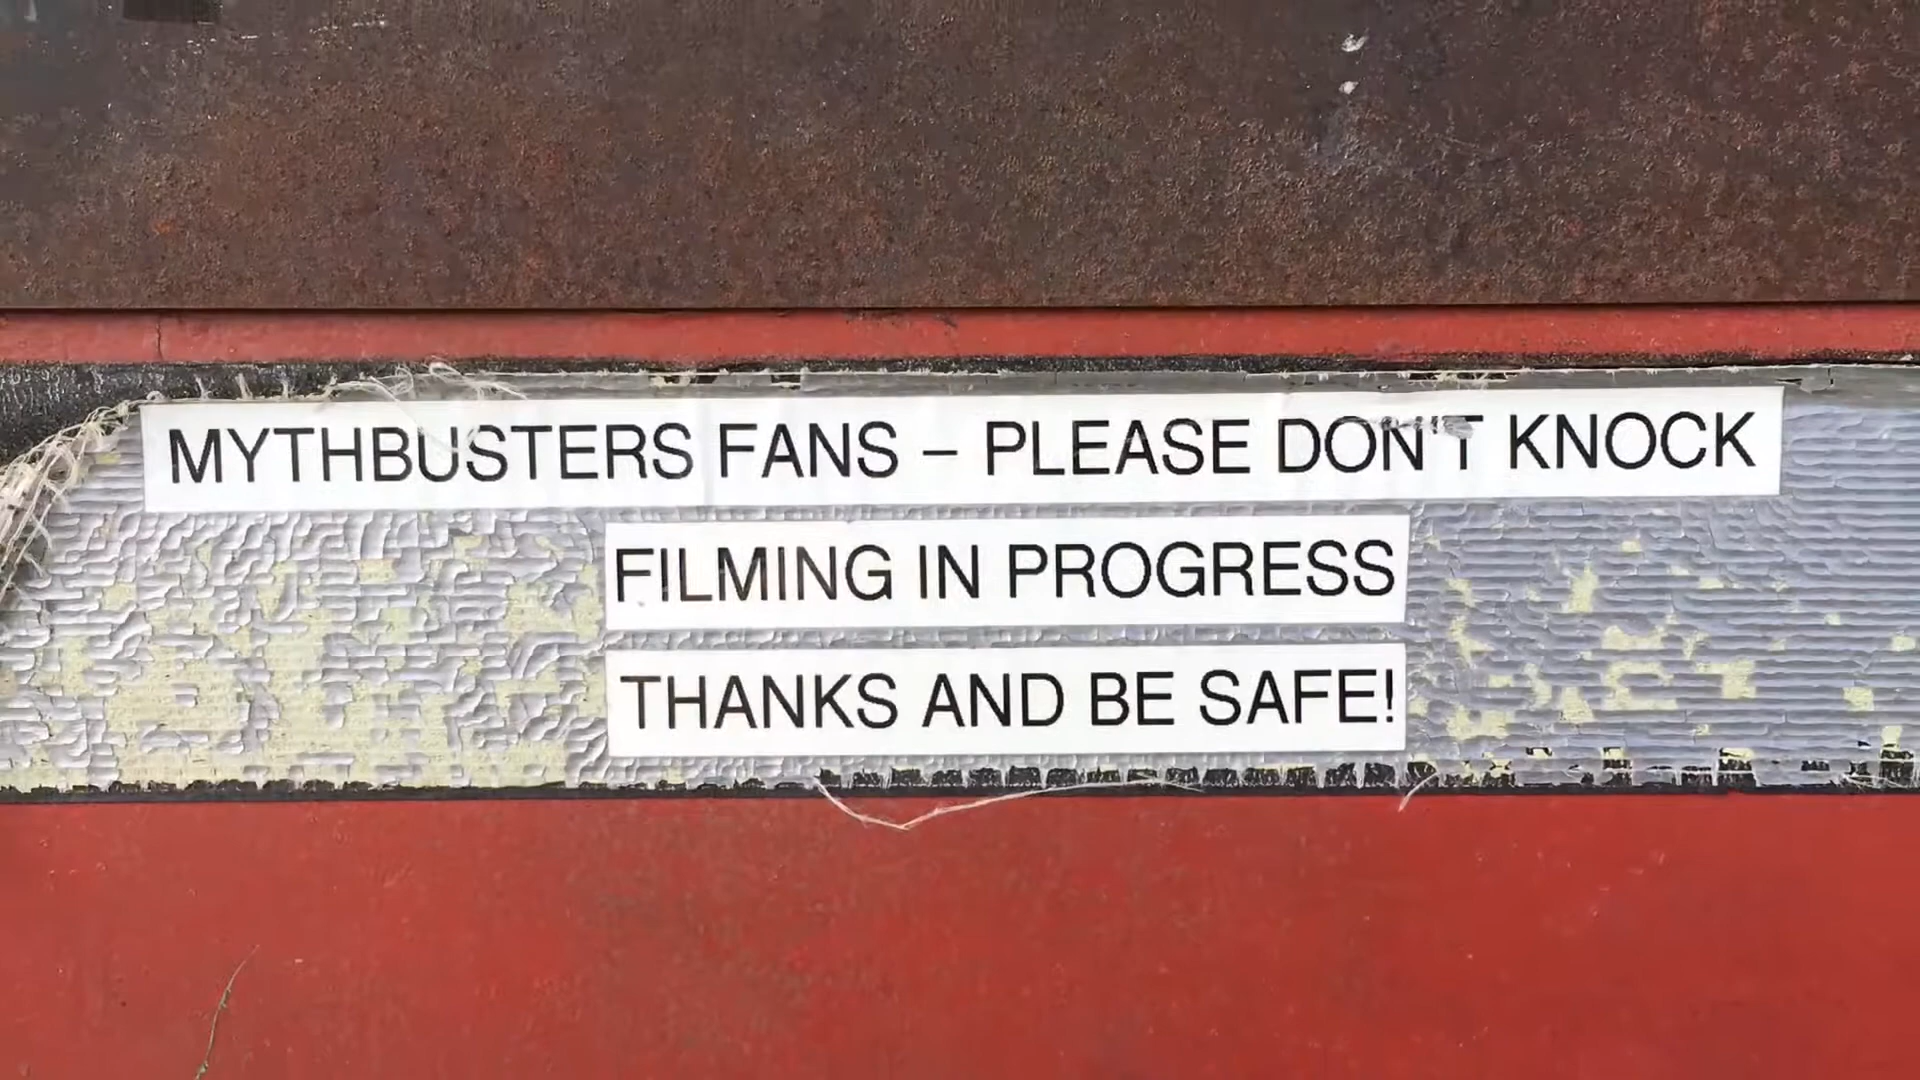 MYTHBUSTERS FANS – PLEASE DON'T KNOCK
FILMING IN PROGRESS
THANKS AND BE SAFE!